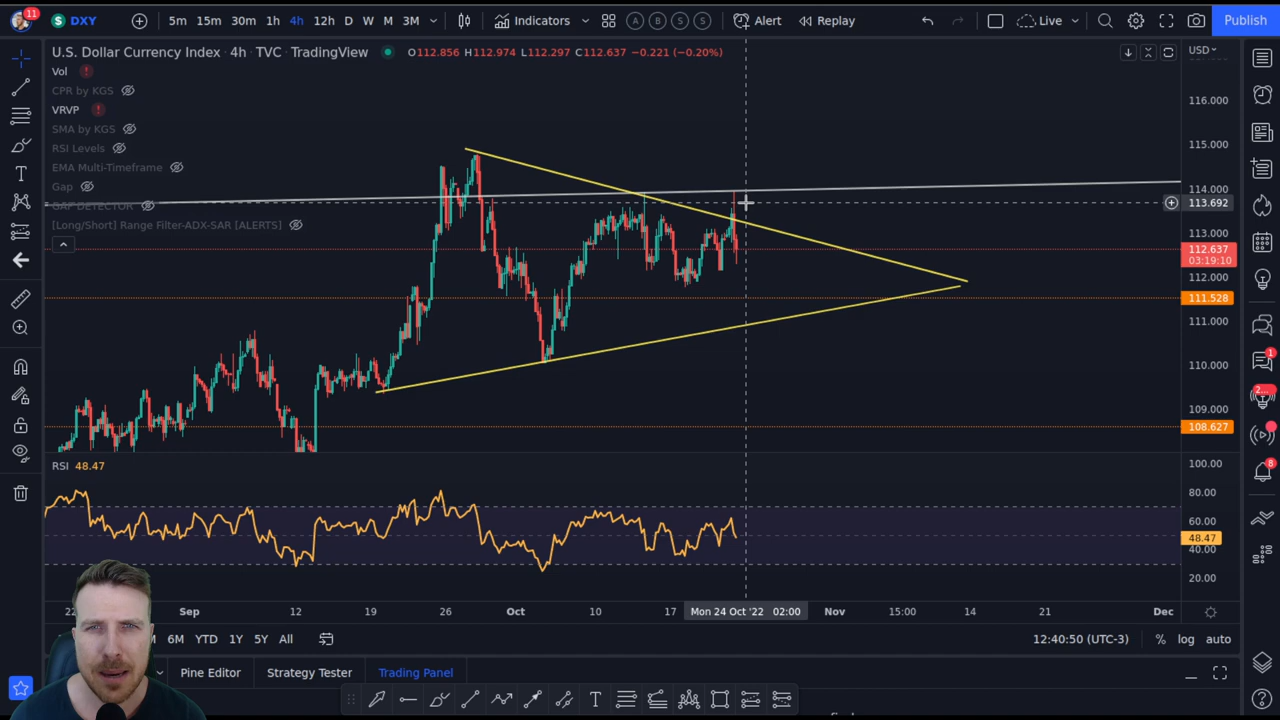 11 DXY 5m 15m 30m 1h 4h 12h D W M 3M Indicators A B S S Alert Replay Live Publish
U.S. Dollar Currency Index · 4h · TVC · TradingView O112.856 H112.974 L112.297 C112.637 −0.221 (−0.20%) USD
Vol
CPR by KGS
VRVP
SMA by KGS
RSI Levels
EMA Multi-Timeframe
Gap
GAP DETECTOR
[Long/Short] Range Filter-ADX-SAR [ALERTS]
116.000
115.000
114.000
113.692
113.000
112.637
03:19:10
112.000
111.528
111.000
110.000
109.000
108.627
RSI 48.47
100.00
80.00
60.00
48.47
40.00
20.00
22 Sep 12 19 26 Oct 10 17 Mon 24 Oct '22 02:00 Nov 15:00 14 21 Dec
6M YTD 1Y 5Y All 12:40:50 (UTC-3) % log auto
Pine Editor Strategy Tester Trading Panel
1
2...
8